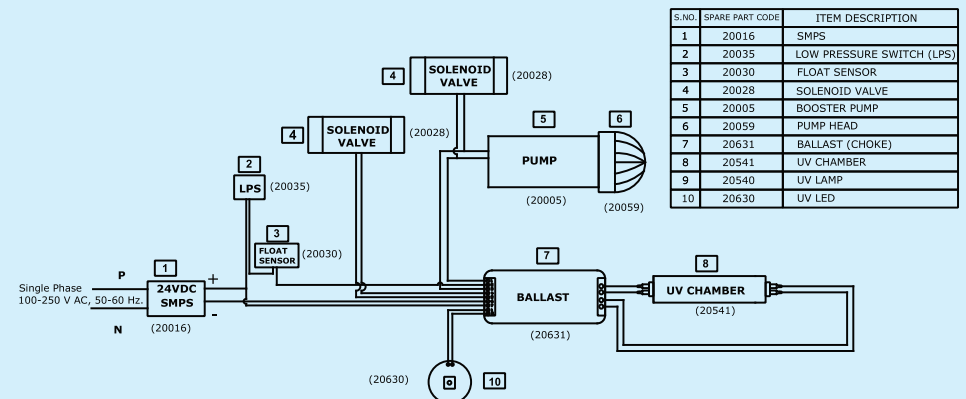 S.NO. SPARE PART CODE ITEM DESCRIPTION
1 20016 SMPS
2 20035 LOW PRESSURE SWITCH (LPS)
3 20030 FLOAT SENSOR
4 20028 SOLENOID VALVE
5 20005 BOOSTER PUMP
6 20059 PUMP HEAD
7 20631 BALLAST (CHOKE)
8 20541 UV CHAMBER
9 20540 UV LAMP
10 20630 UV LED
4
SOLENOID
VALVE
(20028)
4
SOLENOID
VALVE
(20028)
5
6
PUMP
(20005)
(20059)
2
LPS
(20035)
3
FLOAT
SENSOR
(20030)
P
1
+
Single Phase
100-250 V AC, 50-60 Hz.
24VDC
SMPS
-
N
(20016)
7
BALLAST
(20631)
8
UV CHAMBER
(20541)
(20630)
10